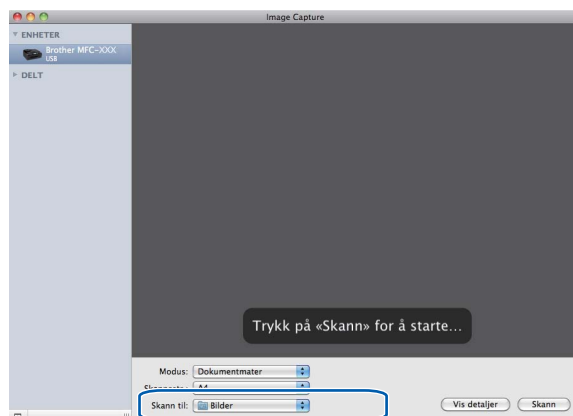 Image Capture
ENHETER
Brother MFC-XXX
USB
DELT
Trykk på «Skann» for å starte...
Modus: Dokumentmater
A4
Skann til: Bilder
Vis detaljer
Skann